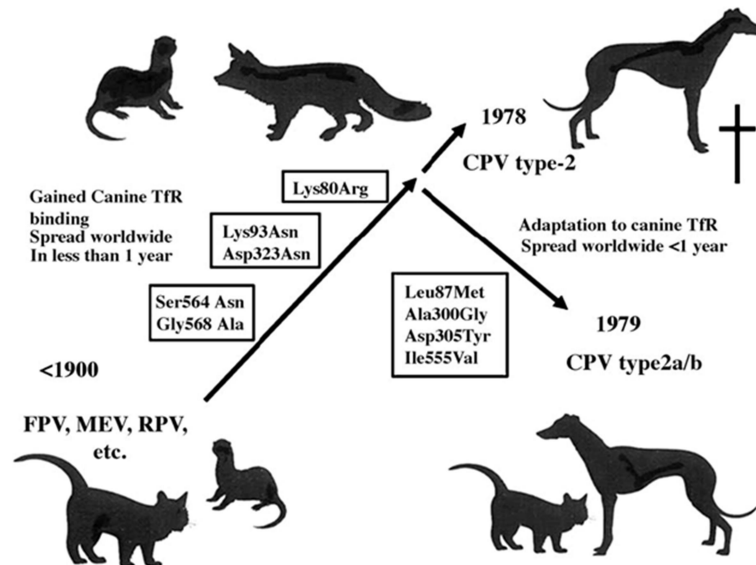 1978
CPV type-2
Lys80Arg
Gained Canine TfR
binding
Spread worldwide
In less than 1 year
Lys93Asn
Asp323Asn
Adaptation to canine TfR
Spread worldwide <1 year
Ser564 Asn
Gly568 Ala
Leu87Met
Ala300Gly
Asp305Tyr
Ile555Val
1979
CPV type2a/b
<1900
FPV, MEV, RPV,
etc.